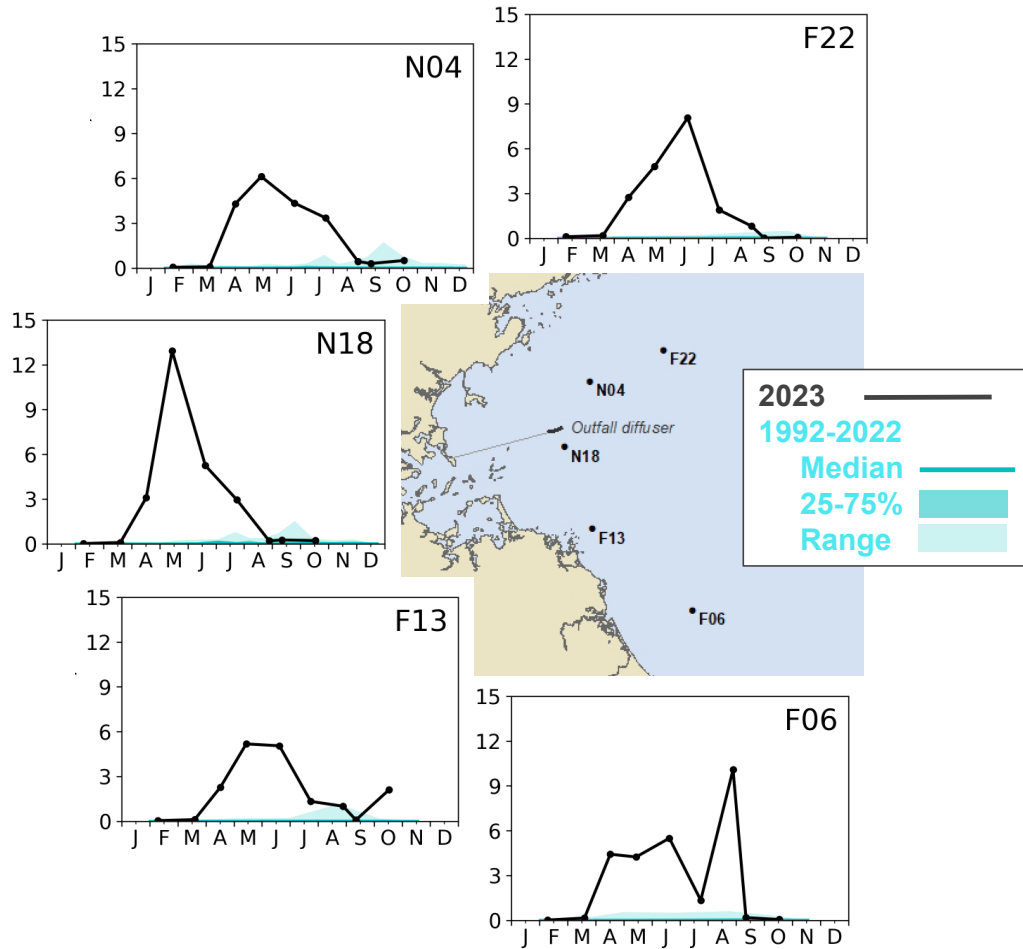 N04
15
12
9
6
3
0
J F M A M J J A S O N D
F22
15
12
9
6
3
0
J F M A M J J A S O N D
N18
15
12
9
6
3
0
J F M A M J J A S O N D
F22
N04
Outfall diffuser
N18
F13
F06
2023
1992-2022
Median
25-75%
Range
F13
15
12
9
6
3
0
J F M A M J J A S O N D
F06
15
12
9
6
3
0
J F M A M J J A S O N D